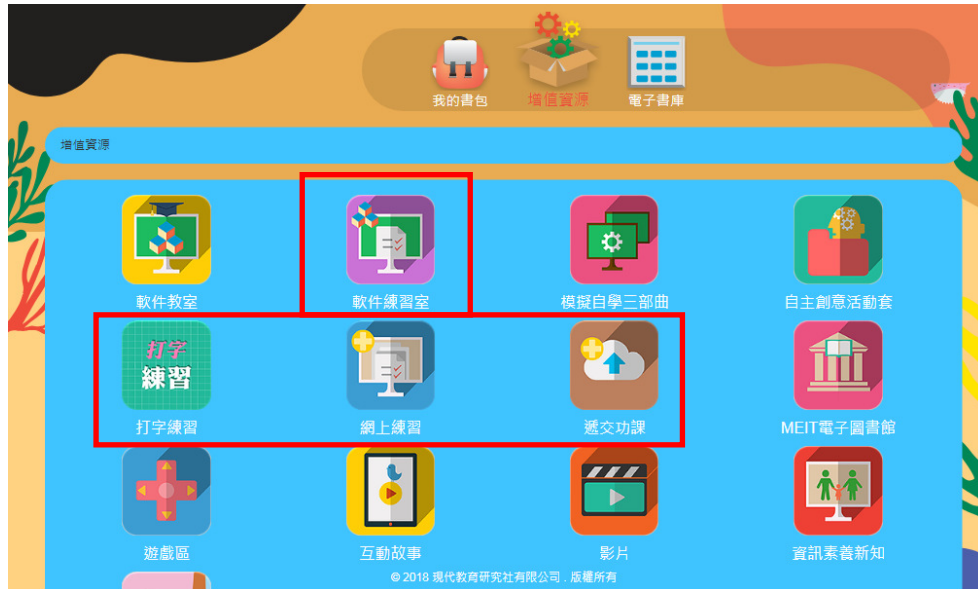 我的書包
增值資源
電子書庫
增值資源
軟件教室
軟件練習室
模擬自學三部曲
自主創意活動套
打字
練習
打字練習
網上練習
遞交功課
MEIT電子圖書館
遊戲區
互動故事
影片
資訊素養新知
©2018 現代教育研究社有限公司 . 版權所有